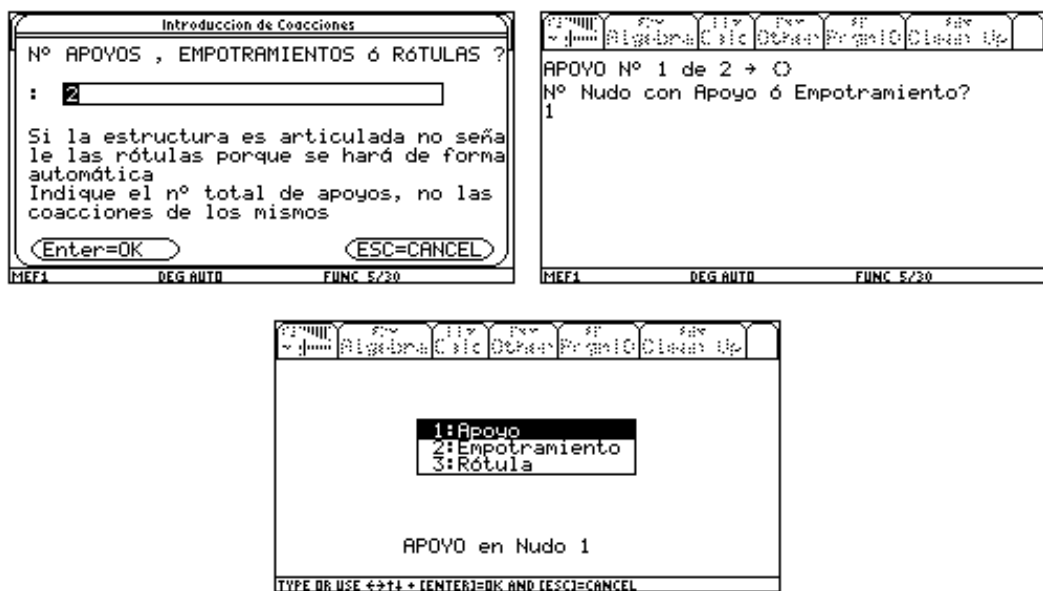 Introduccion de Coacciones
Nº APOYOS , EMPOTRAMIENTOS ó RóTULAS ?
: 2
Si la estructura es articulada no seña
le las rótulas porque se hará de forma
automática
Indique el nº total de apoyos, no las
coacciones de los mismos
Enter=OK ESC=CANCEL
MEF1 DEG AUTO FUNC 5/30
Algebra Calc Other PrgmIO Clean Up
APOYO Nº 1 de 2 → ()
Nº Nudo con Apoyo ó Empotramiento?
1
MEF1 DEG AUTO FUNC 5/30
Algebra Calc Other PrgmIO Clean Up
1:Apoyo
2:Empotramiento
3:Rótula
APOYO en Nudo 1
TYPE OR USE ←→↑↓ + [ENTER]=OK AND [ESC]=CANCEL